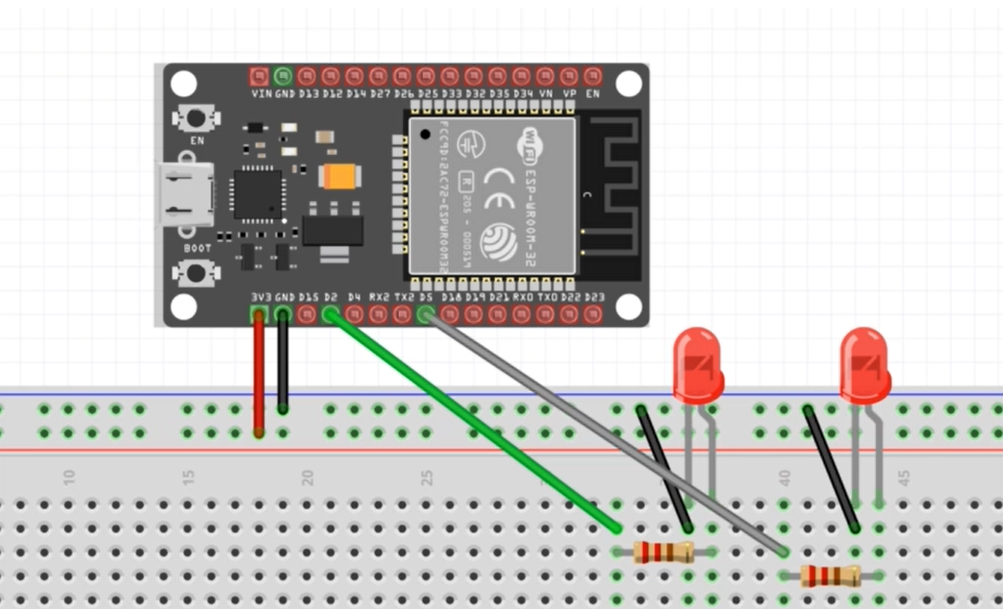 VIN GND D13 D12 D14 D27 D26 D25 D33 D32 D35 D34 VN VP EN
EN
WiFi
ESP-WROOM-32
CE
R
205 - 000519
FCC ID:2AC7Z-ESPWROOM32
BOOT
3V3 GND D15 D2 D4 RX2 TX2 D5 D18 D19 D21 RX0 TX0 D22 D23
10 15 20 25 40 45